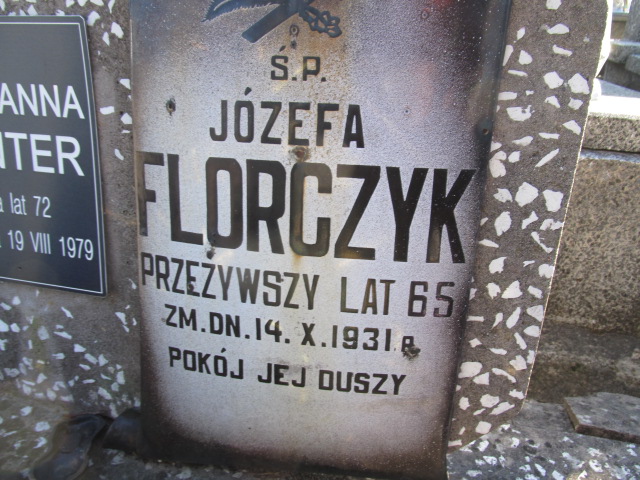 ANNA
NTER
lat 72
19 VIII 1979
Ś.P.
JÓZEFA
FLORCZYK
PRZEŻYWSZY LAT 65
ZM. DN. 14. X. 1931 R.
POKÓJ JEJ DUSZY